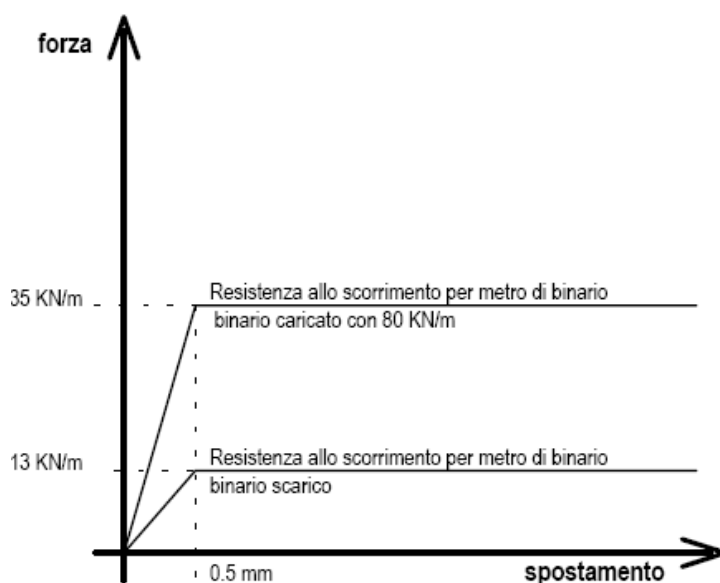 forza
35 KN/m
Resistenza allo scorrimento per metro di binario
binario caricato con 80 KN/m
13 KN/m
Resistenza allo scorrimento per metro di binario
binario scarico
0.5 mm
spostamento